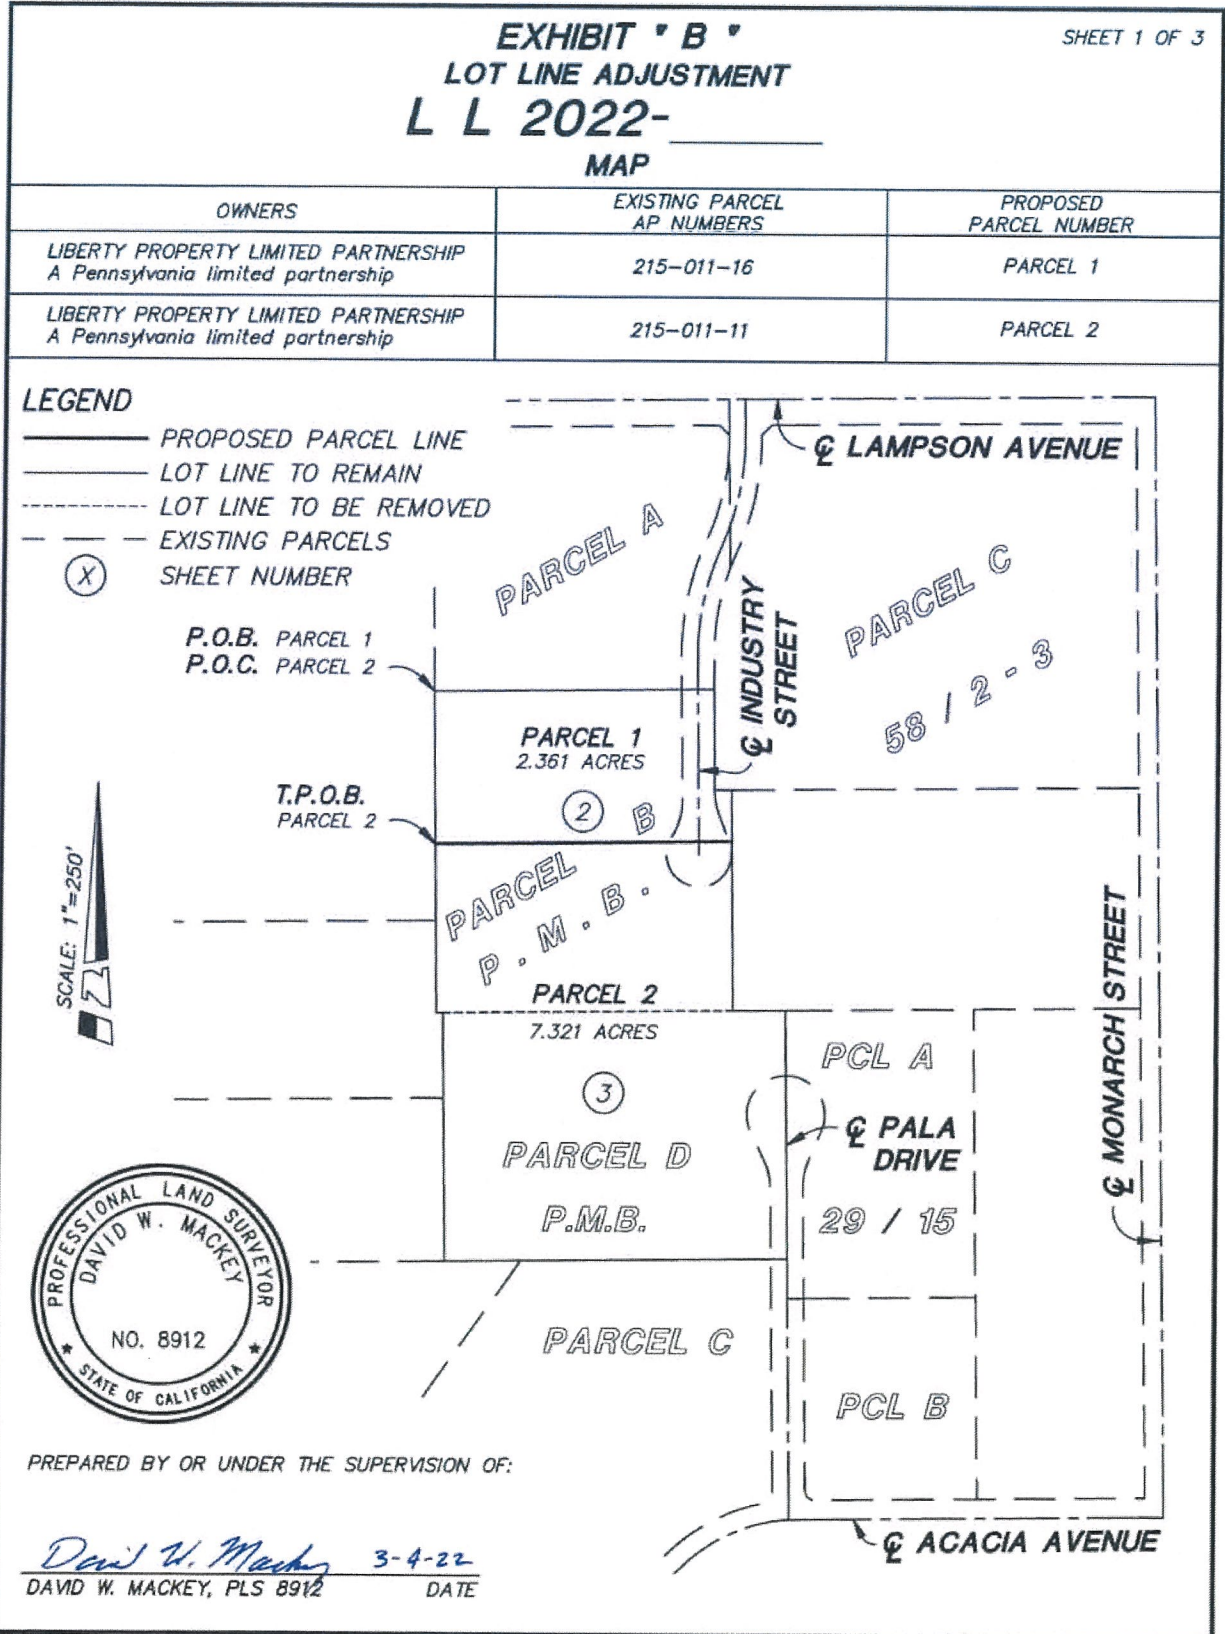 EXHIBIT " B "
SHEET 1 OF 3
LOT LINE ADJUSTMENT
L L 2022-
MAP
OWNERS
EXISTING PARCEL
AP NUMBERS
PROPOSED
PARCEL NUMBER
LIBERTY PROPERTY LIMITED PARTNERSHIP
A Pennsylvania limited partnership
215-011-16
PARCEL 1
LIBERTY PROPERTY LIMITED PARTNERSHIP
A Pennsylvania limited partnership
215-011-11
PARCEL 2
LEGEND
PROPOSED PARCEL LINE
LOT LINE TO REMAIN
LOT LINE TO BE REMOVED
EXISTING PARCELS
X SHEET NUMBER
℄ LAMPSON AVENUE
PARCEL A
PARCEL C
58 / 2 - 3
℄ INDUSTRY
STREET
P.O.B. PARCEL 1
P.O.C. PARCEL 2
PARCEL 1
2.361 ACRES
2
T.P.O.B.
PARCEL 2
PARCEL B
P . M . B .
SCALE: 1"=250'
PARCEL 2
7.321 ACRES
3
PARCEL D
P.M.B.
PCL A
℄ PALA
DRIVE
29 / 15
℄ MONARCH STREET
PARCEL C
PCL B
℄ ACACIA AVENUE
PROFESSIONAL LAND SURVEYOR
DAVID W. MACKEY
NO. 8912
STATE OF CALIFORNIA
PREPARED BY OR UNDER THE SUPERVISION OF:
David W. Mackey 3-4-22
DAVID W. MACKEY, PLS 8912 DATE